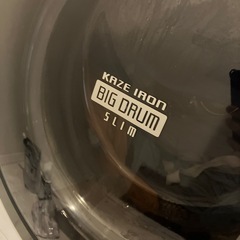 KAZE IRON
BIG DRUM
SLIM